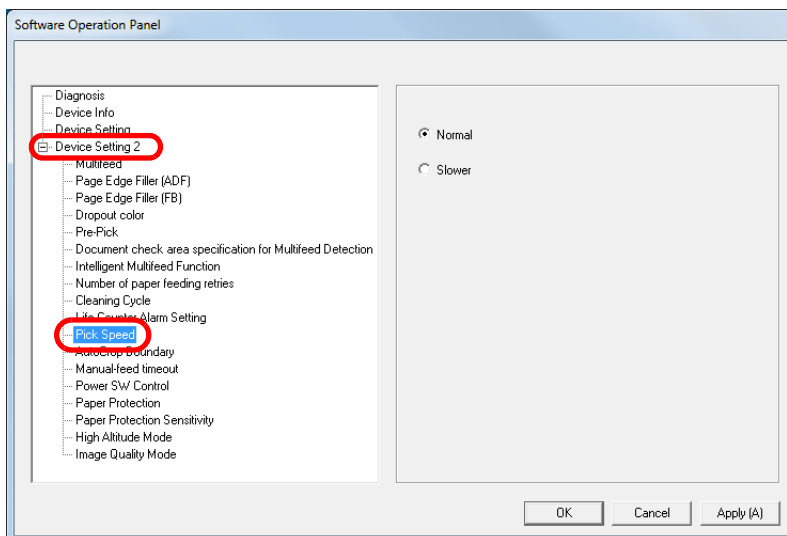 Software Operation Panel
Diagnosis
Device Info
Device Setting
Device Setting 2
Multifeed
Page Edge Filler (ADF)
Page Edge Filler (FB)
Dropout color
Pre-Pick
Document check area specification for Multifeed Detection
Intelligent Multifeed Function
Number of paper feeding retries
Cleaning Cycle
Life Counter Alarm Setting
Pick Speed
AutoCrop Boundary
Manual-feed timeout
Power SW Control
Paper Protection
Paper Protection Sensitivity
High Altitude Mode
Image Quality Mode
Normal
Slower
OK Cancel Apply (A)